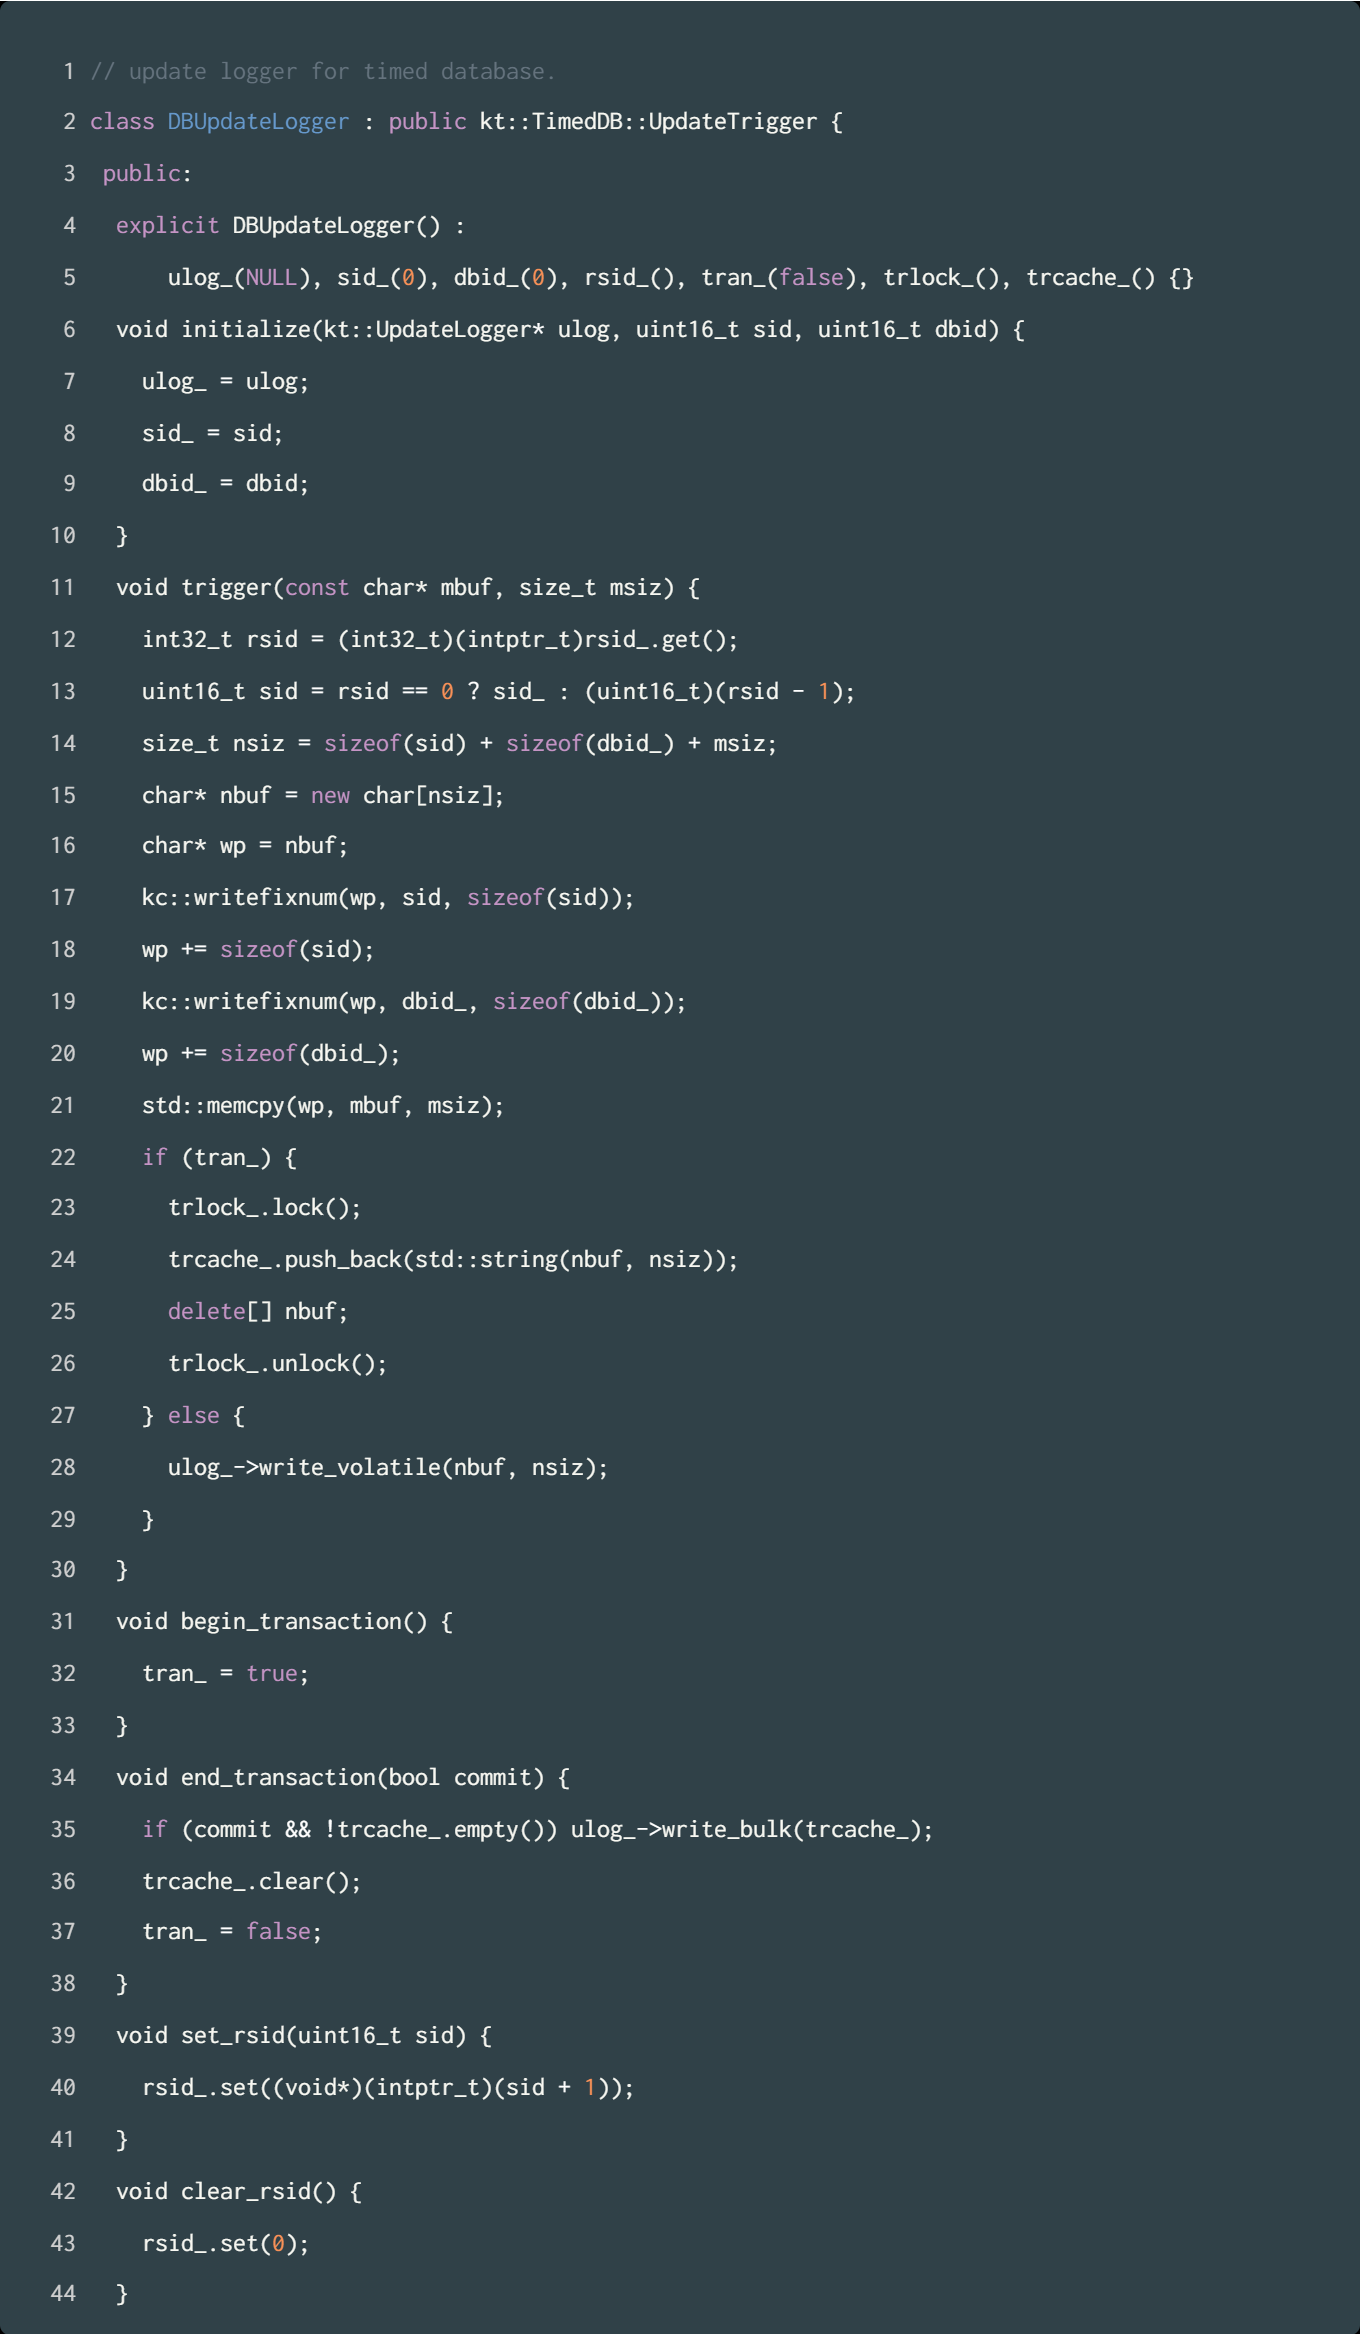 1 // update logger for timed database.
2 class DBUpdateLogger : public kt::TimedDB::UpdateTrigger {
3  public:
4   explicit DBUpdateLogger() :
5       ulog_(NULL), sid_(0), dbid_(0), rsid_(), tran_(false), trlock_(), trcache_() {}
6   void initialize(kt::UpdateLogger* ulog, uint16_t sid, uint16_t dbid) {
7     ulog_ = ulog;
8     sid_ = sid;
9     dbid_ = dbid;
10   }
11   void trigger(const char* mbuf, size_t msiz) {
12     int32_t rsid = (int32_t)(intptr_t)rsid_.get();
13     uint16_t sid = rsid == 0 ? sid_ : (uint16_t)(rsid - 1);
14     size_t nsiz = sizeof(sid) + sizeof(dbid_) + msiz;
15     char* nbuf = new char[nsiz];
16     char* wp = nbuf;
17     kc::writefixnum(wp, sid, sizeof(sid));
18     wp += sizeof(sid);
19     kc::writefixnum(wp, dbid_, sizeof(dbid_));
20     wp += sizeof(dbid_);
21     std::memcpy(wp, mbuf, msiz);
22     if (tran_) {
23       trlock_.lock();
24       trcache_.push_back(std::string(nbuf, nsiz));
25       delete[] nbuf;
26       trlock_.unlock();
27     } else {
28       ulog_->write_volatile(nbuf, nsiz);
29     }
30   }
31   void begin_transaction() {
32     tran_ = true;
33   }
34   void end_transaction(bool commit) {
35     if (commit && !trcache_.empty()) ulog_->write_bulk(trcache_);
36     trcache_.clear();
37     tran_ = false;
38   }
39   void set_rsid(uint16_t sid) {
40     rsid_.set((void*)(intptr_t)(sid + 1));
41   }
42   void clear_rsid() {
43     rsid_.set(0);
44   }